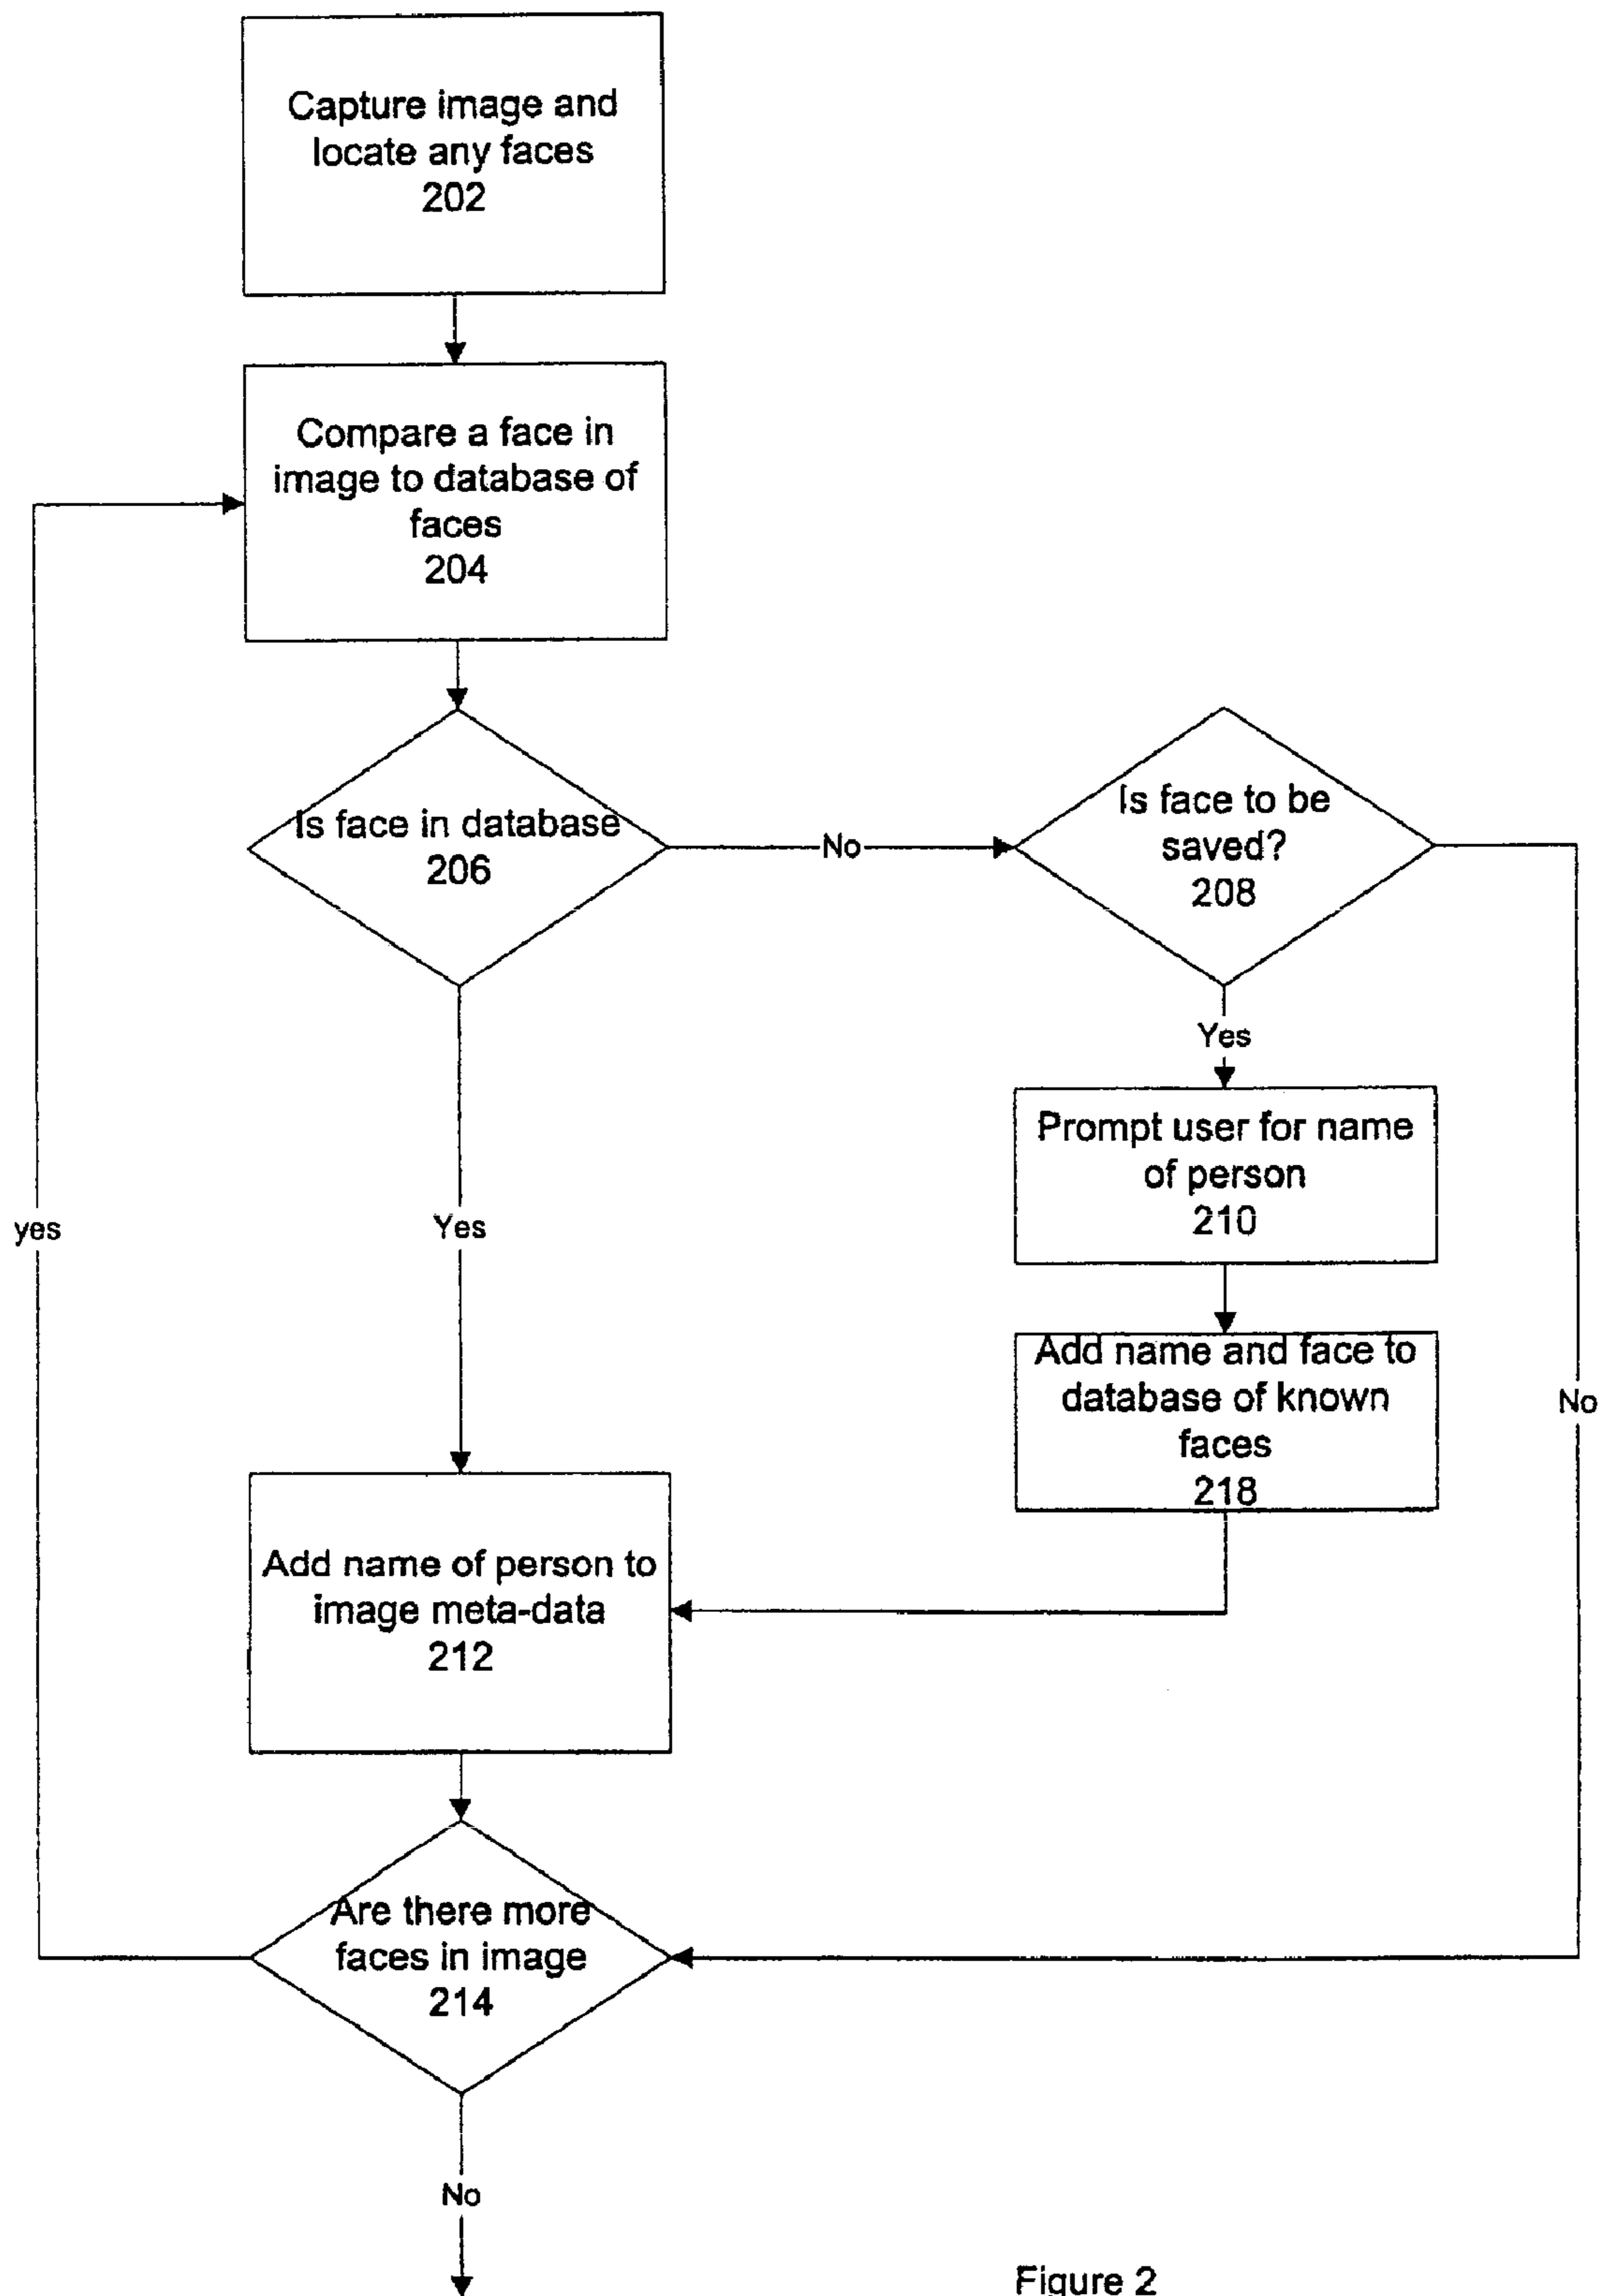 Capture image and
locate any faces
202
Compare a face in
image to database of
faces
204
Is face in database
206
No
Is face to be
saved?
208
Yes
Prompt user for name
of person
210
yes
Yes
Add name and face to
database of known
faces
218
No
Add name of person to
image meta-data
212
Are there more
faces in image
214
No
Figure 2